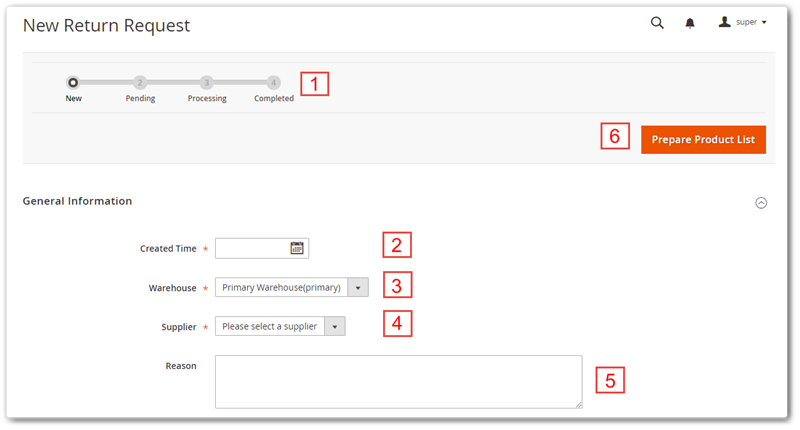 New Return Request
super
2 3 4 1
New Pending Processing Completed
6 Prepare Product List
General Information
Created Time * 2
Warehouse * Primary Warehouse(primary) 3
Supplier * Please select a supplier 4
Reason
5